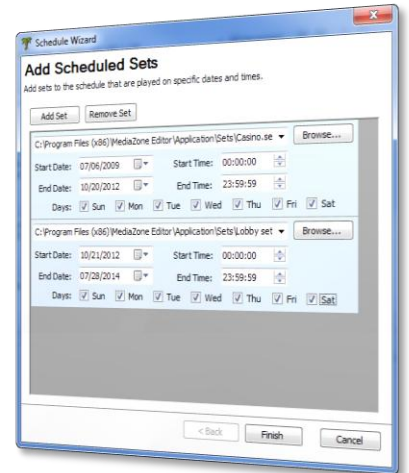 Schedule Wizard
Add Scheduled Sets
Add sets to the schedule that are played on specific dates and times.
Add Set Remove Set
C:\Program Files (x86)\MediaZone Editor\Application\Sets\Casino.se Browse...
Start Date: 07/06/2009 Start Time: 00:00:00
End Date: 10/20/2012 End Time: 23:59:59
Days: Sun Mon Tue Wed Thu Fri Sat
C:\Program Files (x86)\MediaZone Editor\Application\Sets\Lobby set Browse...
Start Date: 10/21/2012 Start Time: 00:00:00
End Date: 07/28/2014 End Time: 23:59:59
Days: Sun Mon Tue Wed Thu Fri Sat
< Back Finish Cancel